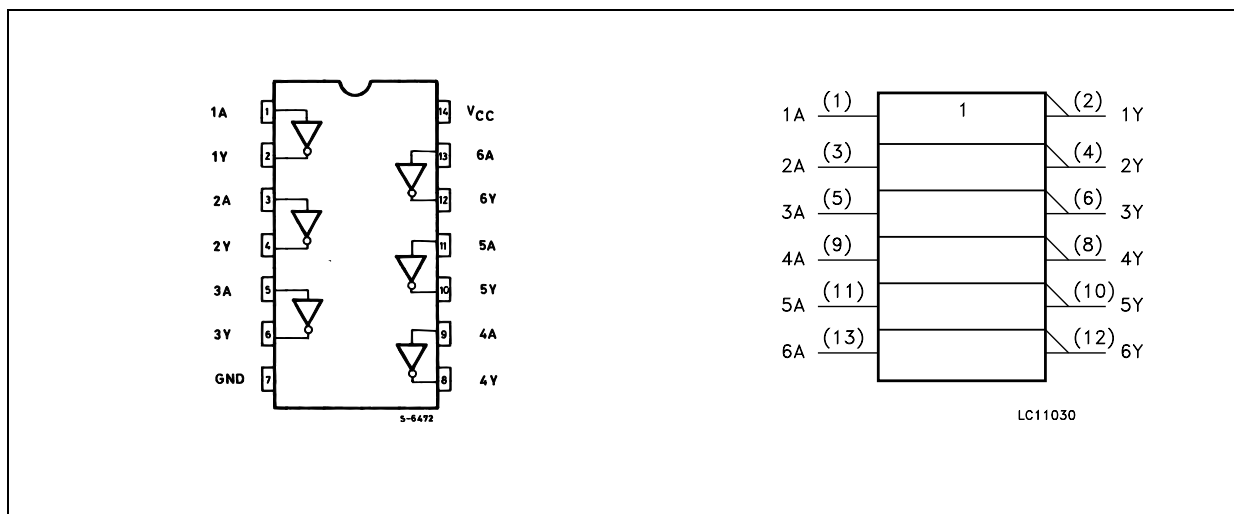 1A 1 14 VCC
1Y 2 13 6A
2A 3 12 6Y
2Y 4 11 5A
3A 5 10 5Y
3Y 6 9 4A
GND 7 8 4Y
S-6472
1A (1) 1 (2) 1Y
2A (3) (4) 2Y
3A (5) (6) 3Y
4A (9) (8) 4Y
5A (11) (10) 5Y
6A (13) (12) 6Y
LC11030